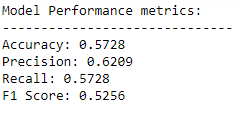 Model Performance metrics:
------------------------------
Accuracy: 0.5728
Precision: 0.6209
Recall: 0.5728
F1 Score: 0.5256